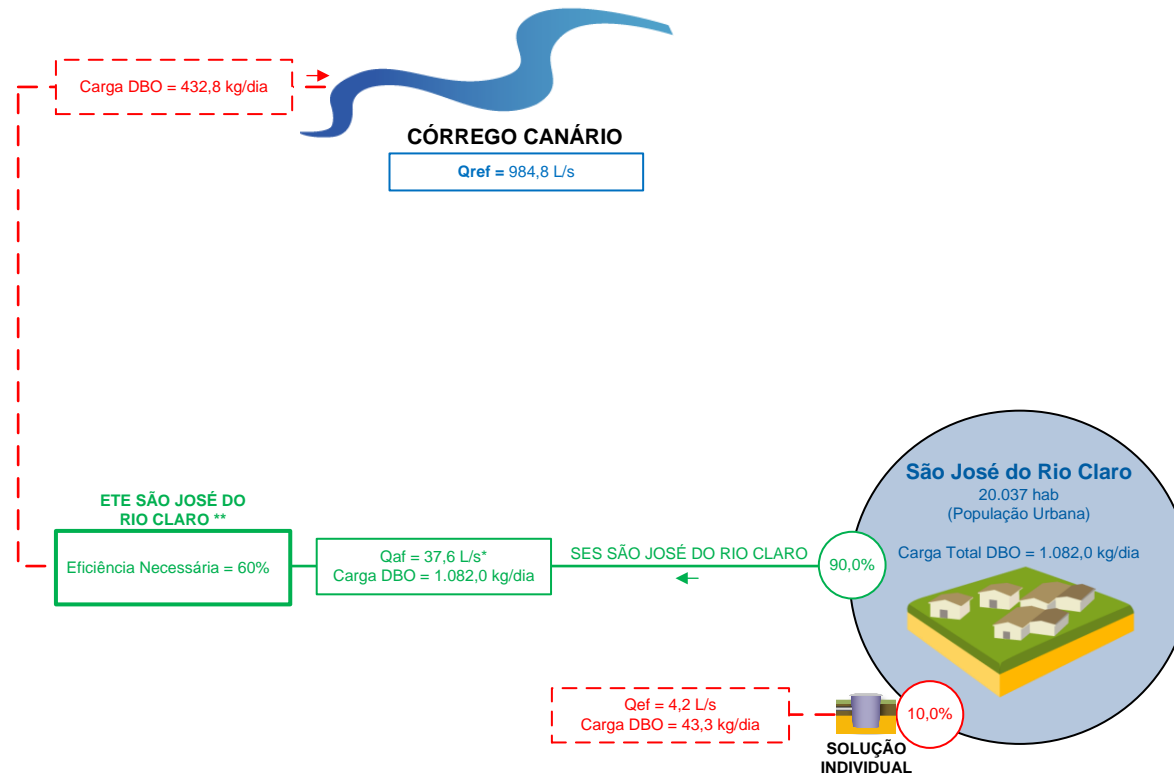 Carga DBO = 432,8 kg/dia
CÓRREGO CANÁRIO
Qref = 984,8 L/s
São José do Rio Claro
20.037 hab
(População Urbana)
Carga Total DBO = 1.082,0 kg/dia
ETE SÃO JOSÉ DO
RIO CLARO **
Eficiência Necessária = 60%
Qaf = 37,6 L/s*
Carga DBO = 1.082,0 kg/dia
SES SÃO JOSÉ DO RIO CLARO
90,0%
Qef = 4,2 L/s
Carga DBO = 43,3 kg/dia
10,0%
SOLUÇÃO
INDIVIDUAL